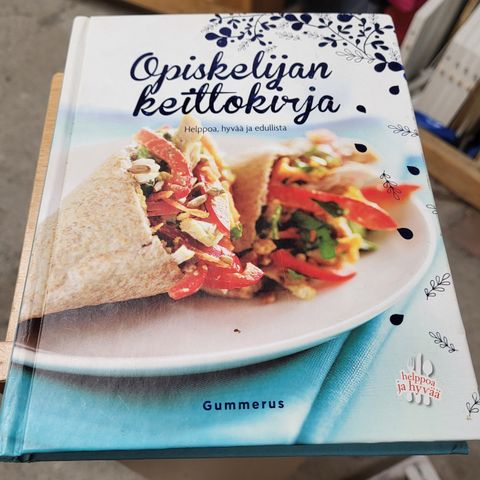 Opiskelijan
keittokirja
Helppoa, hyvää ja edullista
helppoa
ja hyvää
Gummerus